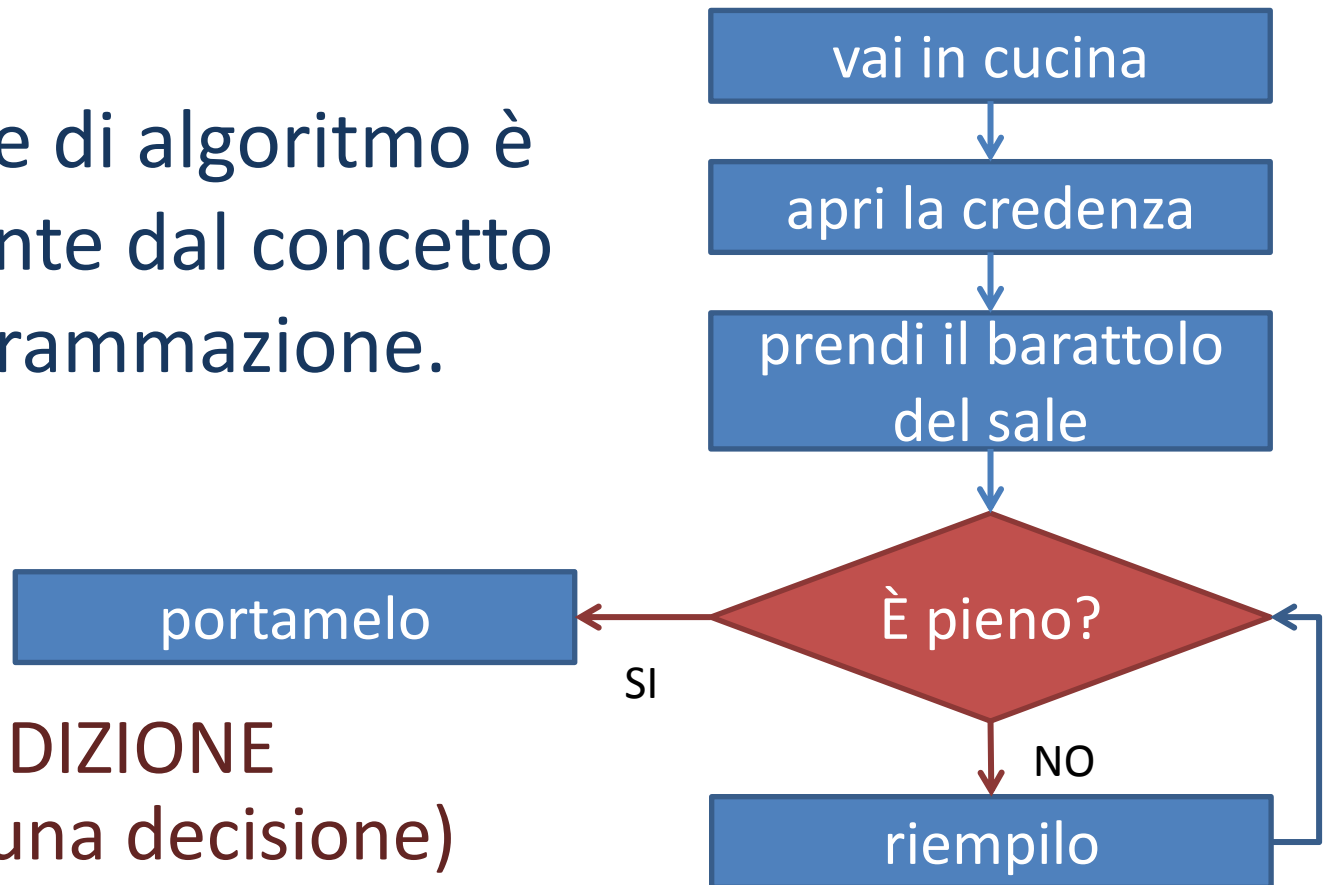 e di algoritmo è
nte dal concetto
rammazione.
vai in cucina
apri la credenza
prendi il barattolo
del sale
È pieno?
portamelo
SI
NO
riempilo
DIZIONE
una decisione)